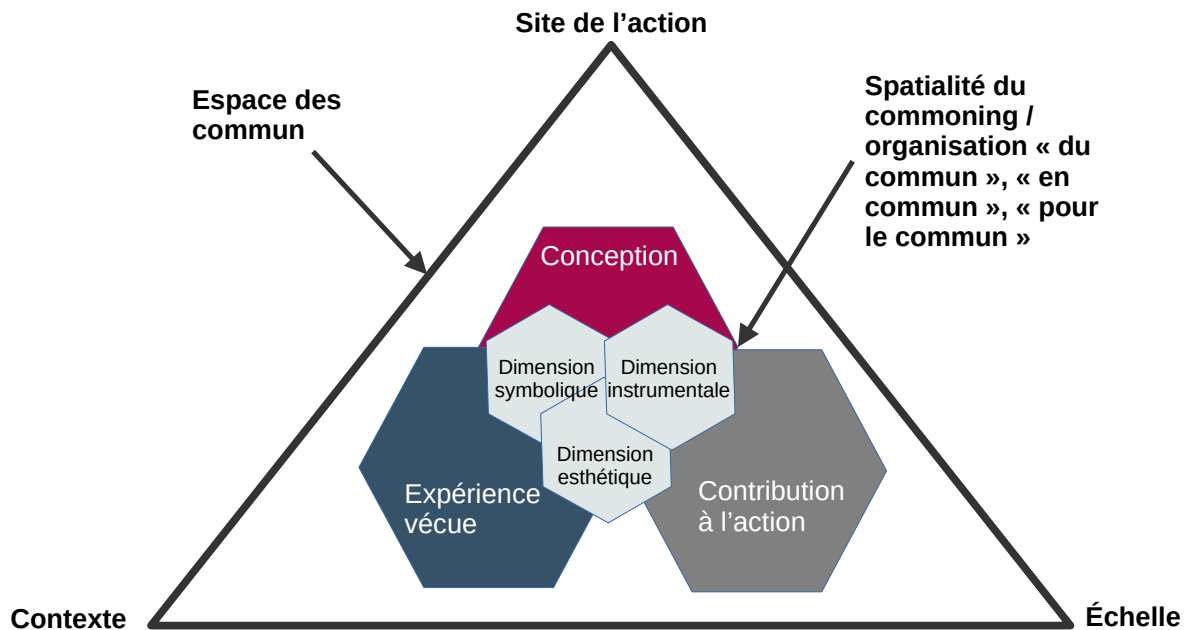 Site de l’action
Espace des
commun
Spatialité du
commoning /
organisation « du
commun », « en
commun », « pour
le commun »
Conception
Dimension
symbolique
Dimension
instrumentale
Dimension
esthétique
Expérience
vécue
Contribution
à l’action
Contexte
Échelle